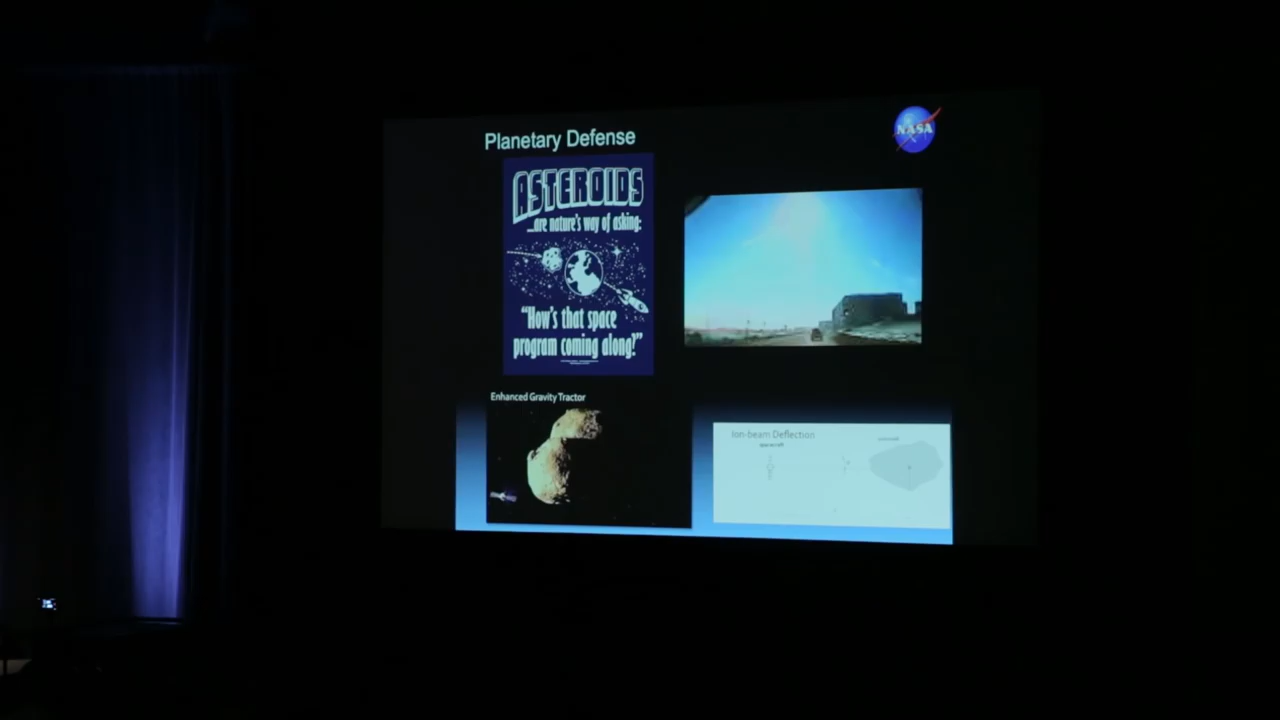 Planetary Defense
NASA
ASTEROIDS
...are nature's way of asking:
"How's that space
program coming along?"
Enhanced Gravity Tractor
Ion-beam Deflection
spacecraft